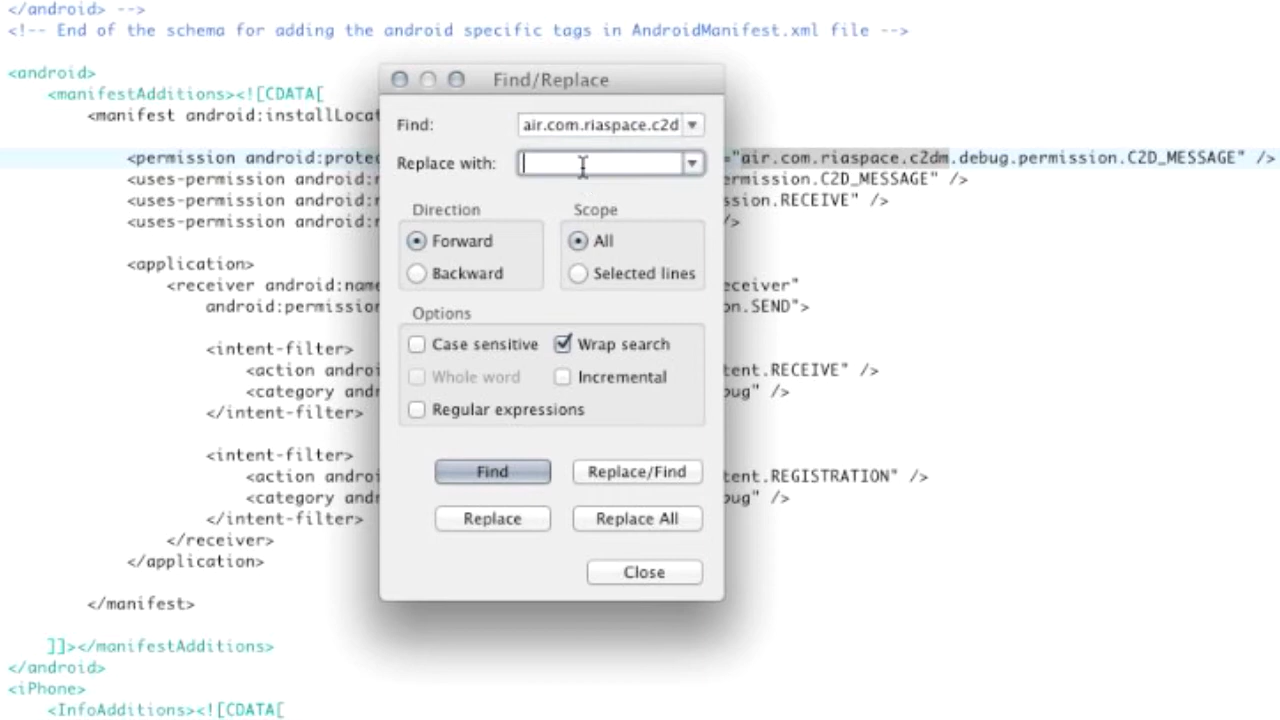 </android> -->
<!-- End of the schema for adding the android specific tags in AndroidManifest.xml file -->
<android>
<manifestAdditions><![CDATA[
<manifest android:installLocat
<permission android:protec ="air.com.riaspace.c2dm.debug.permission.C2D_MESSAGE" />
<uses-permission android:n rmission.C2D_MESSAGE" />
<uses-permission android:n sion.RECEIVE" />
<uses-permission android:n />
<application>
<receiver android:name eceiver"
android:permission n.SEND">
<intent-filter>
<action androi tent.RECEIVE" />
<category andr bug" />
</intent-filter>
<intent-filter>
<action androi tent.REGISTRATION" />
<category andr bug" />
</intent-filter>
</receiver>
</application>
</manifest>
]]></manifestAdditions>
</android>
<iPhone>
<InfoAdditions><![CDATA[
Find/Replace
Find: air.com.riaspace.c2d
Replace with:
Direction Scope
Forward All
Backward Selected lines
Options
Case sensitive Wrap search
Whole word Incremental
Regular expressions
Find Replace/Find
Replace Replace All
Close